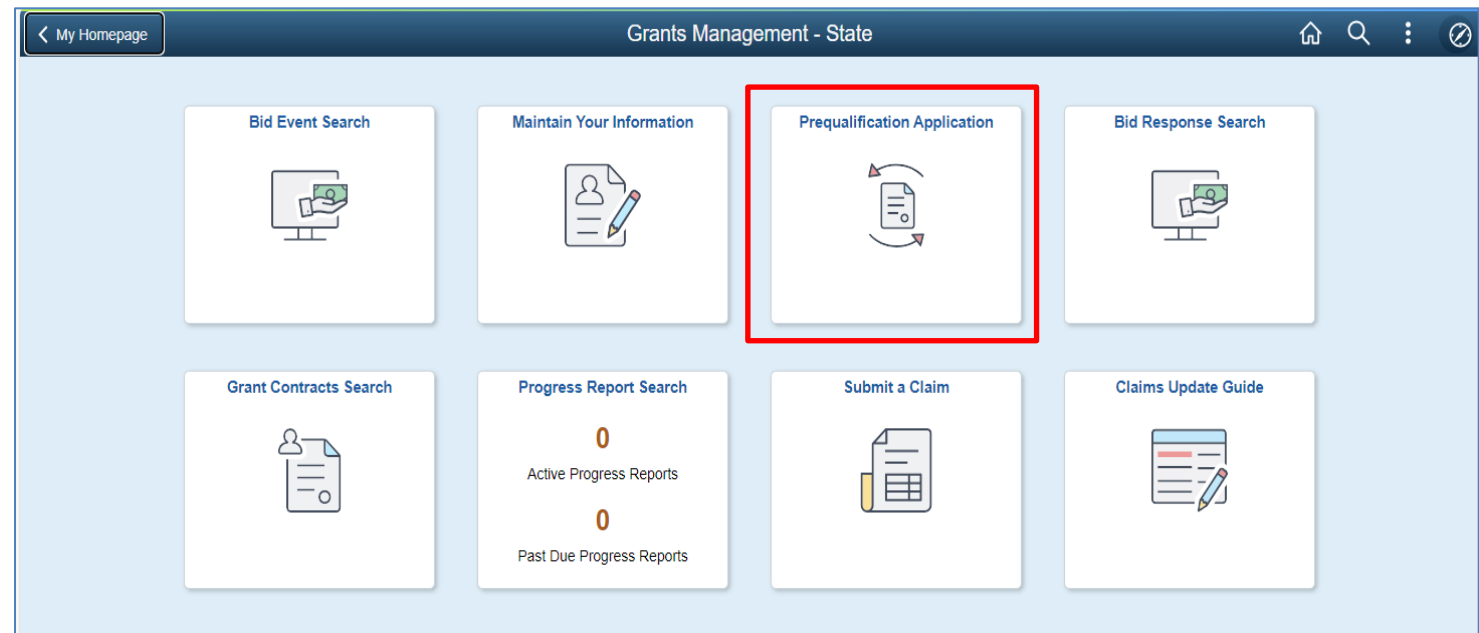 My Homepage
Grants Management - State
Bid Event Search
Maintain Your Information
Prequalification Application
Bid Response Search
Grant Contracts Search
Progress Report Search
0
Active Progress Reports
0
Past Due Progress Reports
Submit a Claim
Claims Update Guide